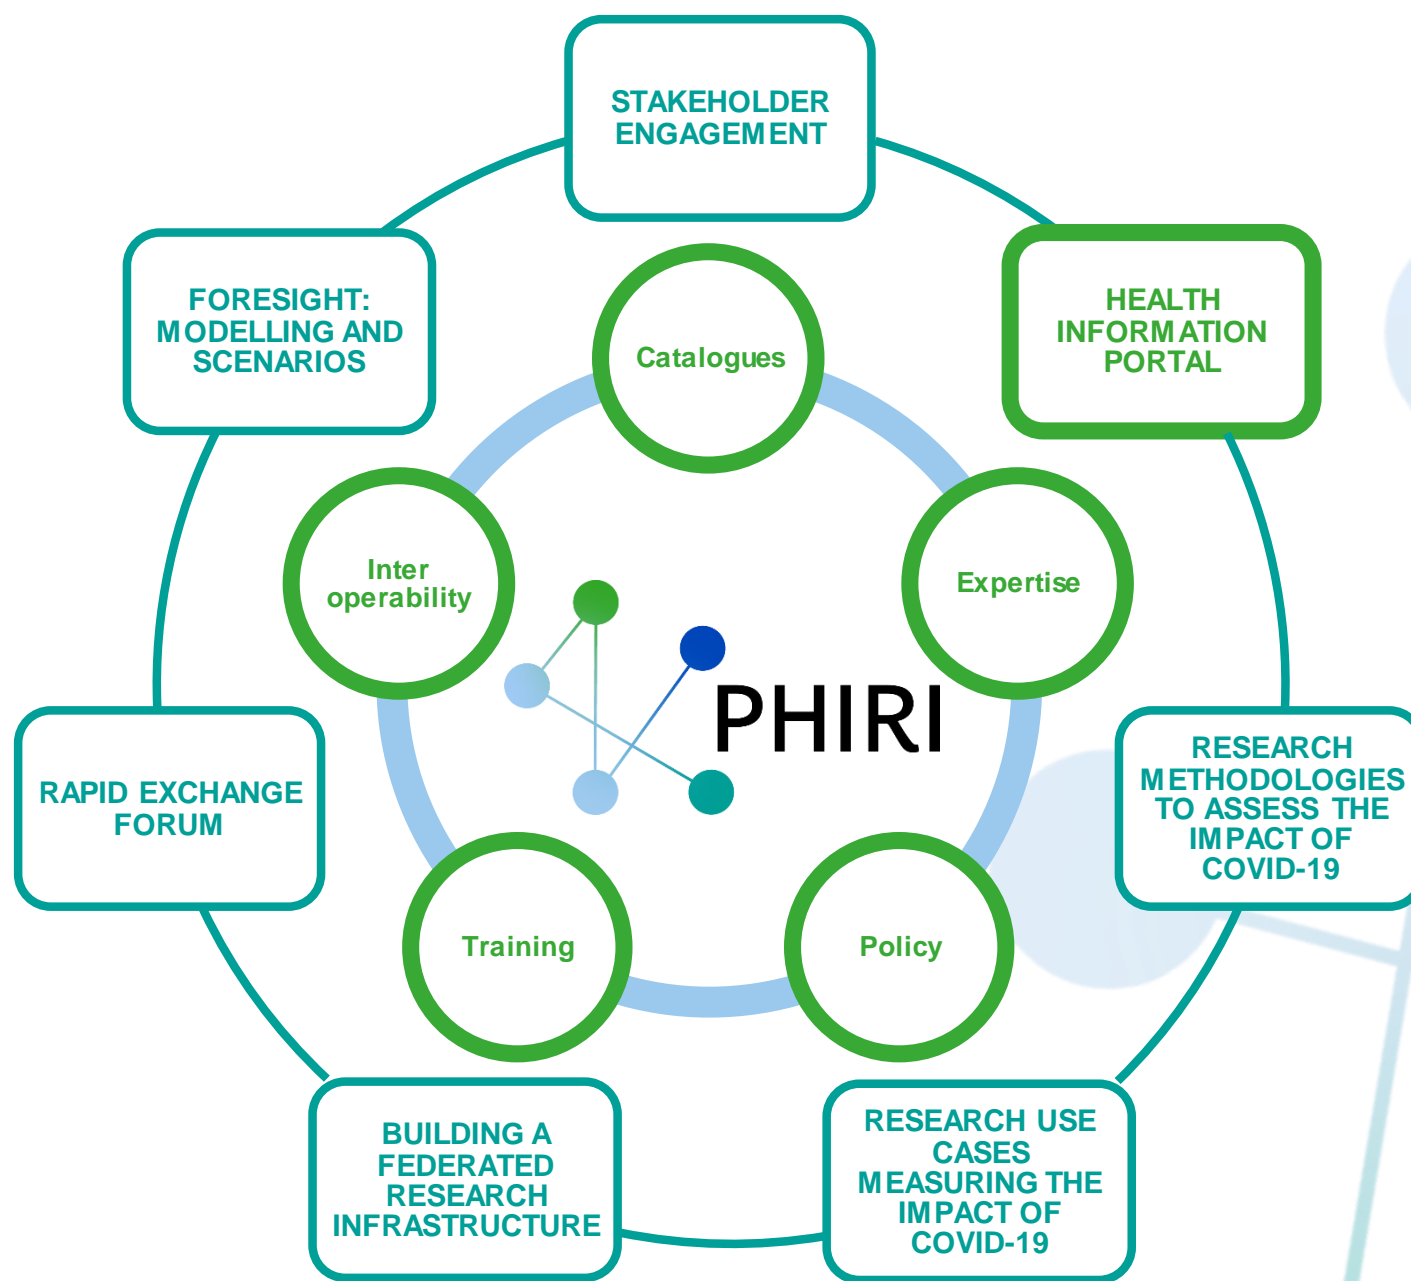 STAKEHOLDER
ENGAGEMENT
FORESIGHT:
MODELLING AND
SCENARIOS
HEALTH
INFORMATION
PORTAL
Catalogues
Inter
operability
Expertise
PHIRI
RAPID EXCHANGE
FORUM
RESEARCH
METHODOLOGIES
TO ASSESS THE
IMPACT OF
COVID-19
Training
Policy
BUILDING A
FEDERATED
RESEARCH
INFRASTRUCTURE
RESEARCH USE
CASES
MEASURING THE
IMPACT OF
COVID-19